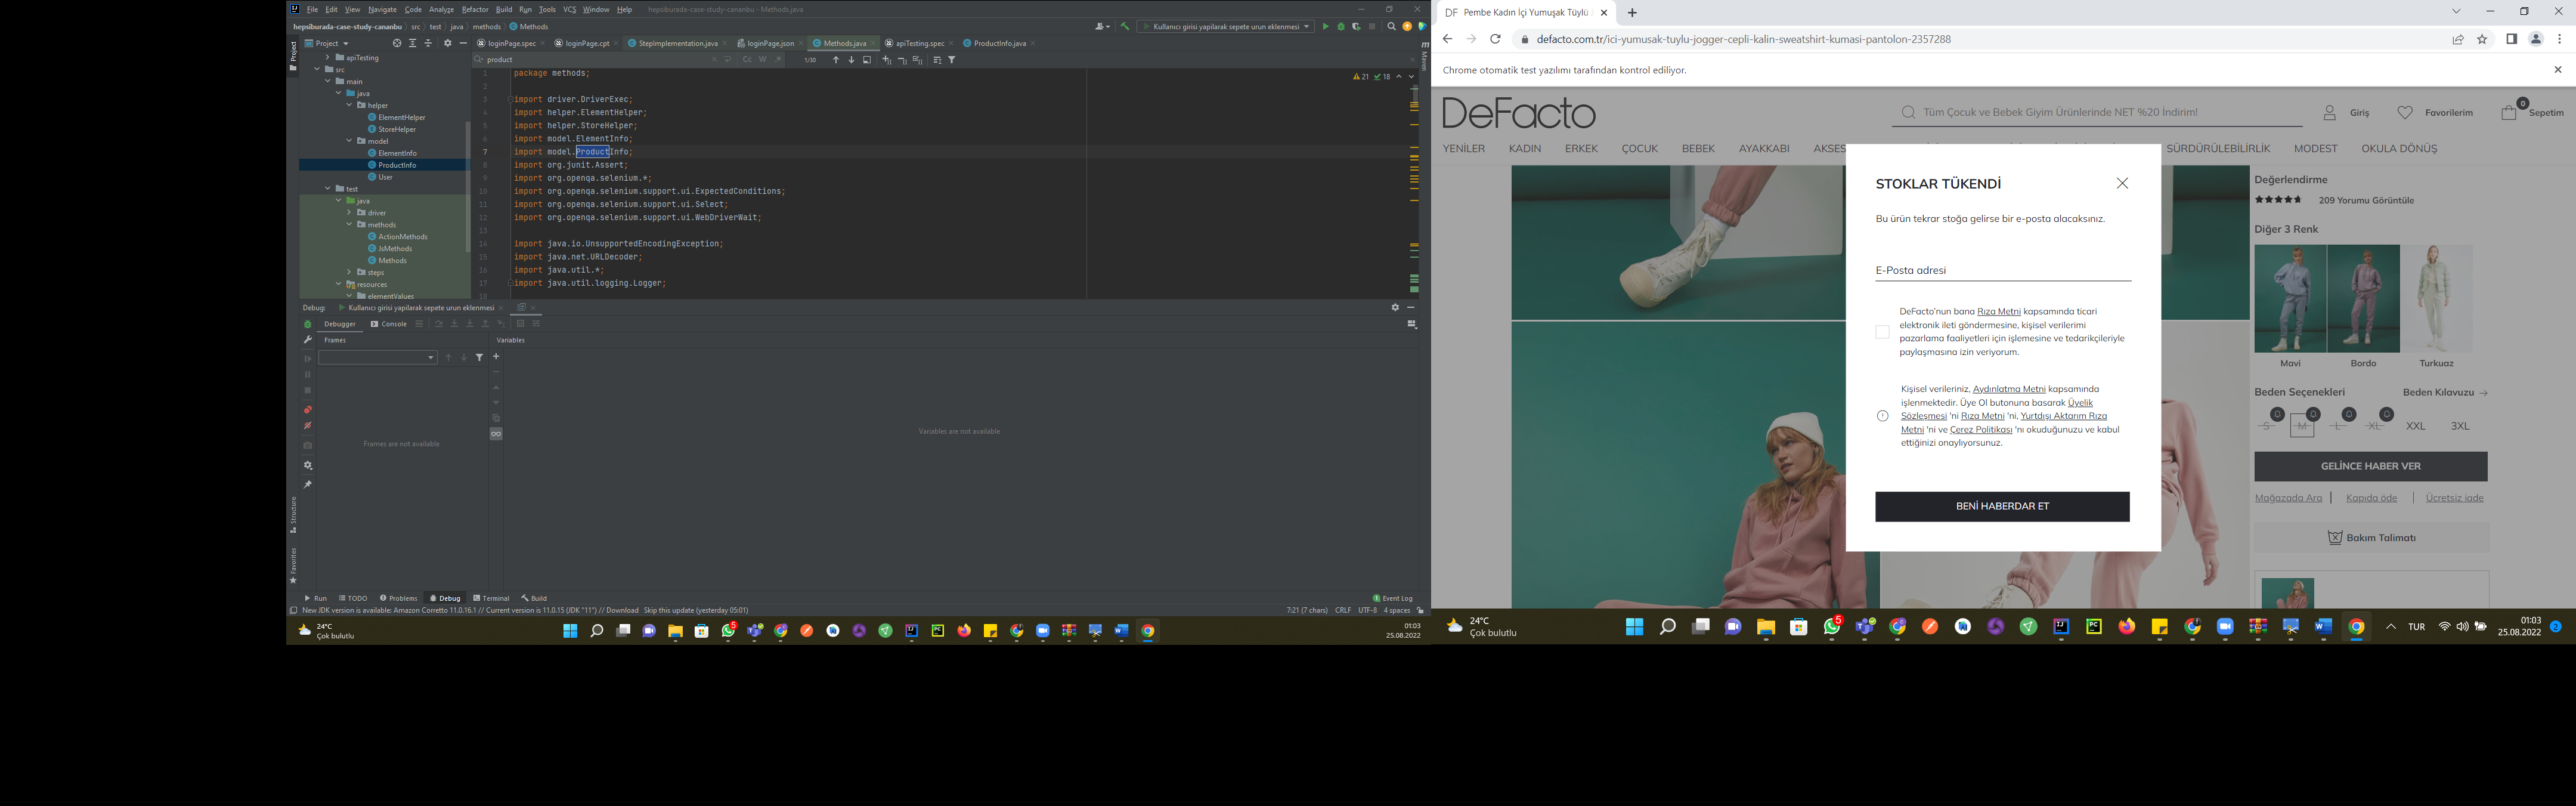 File Edit View Navigate Code Analyze Refactor Build Run Tools VCS Window Help hepsiburada-case-study-cananbu - Methods.java
hepsiburada-case-study-cananbu src test java methods Methods
Kullanıcı girisi yapilarak sepete urun eklenmesi
Project
loginPage.spec loginPage.cpt StepImplementation.java loginPage.json Methods.java apiTesting.spec ProductInfo.java
Project
Maven
product
Cc W
1/30
apiTesting
src
main
java
helper
ElementHelper
StoreHelper
model
ElementInfo
ProductInfo
User
test
java
driver
methods
ActionMethods
JsMethods
Methods
steps
resources
elementValues
21 18
1 package methods;
2
3 import driver.DriverExec;
4 import helper.ElementHelper;
5 import helper.StoreHelper;
6 import model.ElementInfo;
7 import model.ProductInfo;
8 import org.junit.Assert;
9 import org.openqa.selenium.*;
10 import org.openqa.selenium.support.ui.ExpectedConditions;
11 import org.openqa.selenium.support.ui.Select;
12 import org.openqa.selenium.support.ui.WebDriverWait;
13
14 import java.io.UnsupportedEncodingException;
15 import java.net.URLDecoder;
16 import java.util.*;
17 import java.util.logging.Logger;
18
Debug: Kullanıcı girisi yapilarak sepete urun eklenmesi
Debugger Console
Frames
Variables
Frames are not available
Variables are not available
Structure
Favorites
Run TODO Problems Debug Terminal Build
Event Log
New JDK version is available: Amazon Corretto 11.0.16.1 // Current version is 11.0.15 (JDK "11") // Download Skip this update (yesterday 05:01)
7:21 (7 chars) CRLF UTF-8 4 spaces
24°C
Çok bulutlu
5
01:03
25.08.2022
DF Pembe Kadın İçi Yumuşak Tüylü
defacto.com.tr/ici-yumusak-tuylu-jogger-cepli-kalin-sweatshirt-kumasi-pantolon-2357288
Chrome otomatik test yazılımı tarafından kontrol ediliyor.
DeFacto
Tüm Çocuk ve Bebek Giyim Ürünlerinde NET %20 İndirim!
Giriş
Favorilerim
0
Sepetim
YENİLER KADIN ERKEK ÇOCUK BEBEK AYAKKABI AKSES SÜRDÜRÜLEBİLİRLİK MODEST OKULA DÖNÜŞ
STOKLAR TÜKENDİ
Bu ürün tekrar stoğa gelirse bir e-posta alacaksınız.
E-Posta adresi
DeFacto'nun bana Rıza Metni kapsamında ticari
elektronik ileti göndermesine, kişisel verilerimi
pazarlama faaliyetleri için işlemesine ve tedarikçileriyle
paylaşmasına izin veriyorum.
Kişisel verileriniz, Aydınlatma Metni kapsamında
işlenmektedir. Üye Ol butonuna basarak Üyelik
Sözleşmesi 'ni Rıza Metni 'ni, Yurtdışı Aktarım Rıza
Metni 'ni ve Çerez Politikası 'nı okuduğunuzu ve kabul
ettiğinizi onaylıyorsunuz.
BENİ HABERDAR ET
Değerlendirme
209 Yorumu Görüntüle
Diğer 3 Renk
Mavi Bordo Turkuaz
Beden Seçenekleri Beden Kılavuzu
S M L XL XXL 3XL
GELİNCE HABER VER
Mağazada Ara Kapıda öde Ücretsiz iade
Bakım Talimatı
24°C
Çok bulutlu
5
TUR
01:03
25.08.2022
2